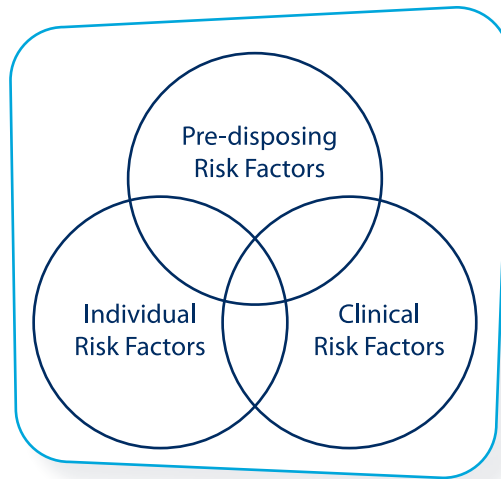 Pre-disposing
Risk Factors
Individual
Risk Factors
Clinical
Risk Factors